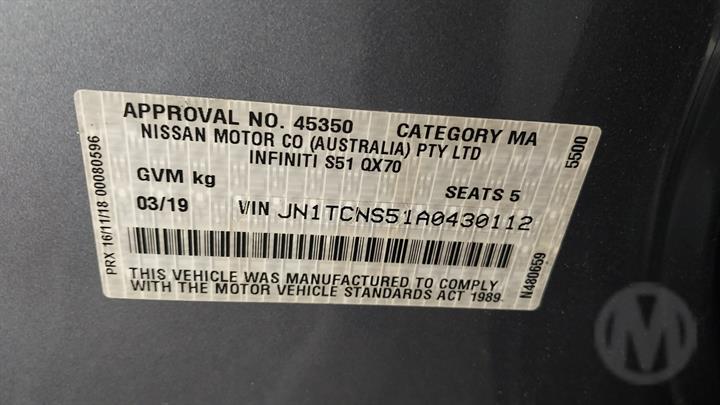 APPROVAL NO. 45350 CATEGORY MA
NISSAN MOTOR CO (AUSTRALIA) PTY LTD
INFINITI S51 QX70
GVM kg SEATS 5
03/19 VIN JN1TCNS51A0430112
THIS VEHICLE WAS MANUFACTURED TO COMPLY
WITH THE MOTOR VEHICLE STANDARDS ACT 1989.
PRX 16/11/18 00080596
5500
N480659
M